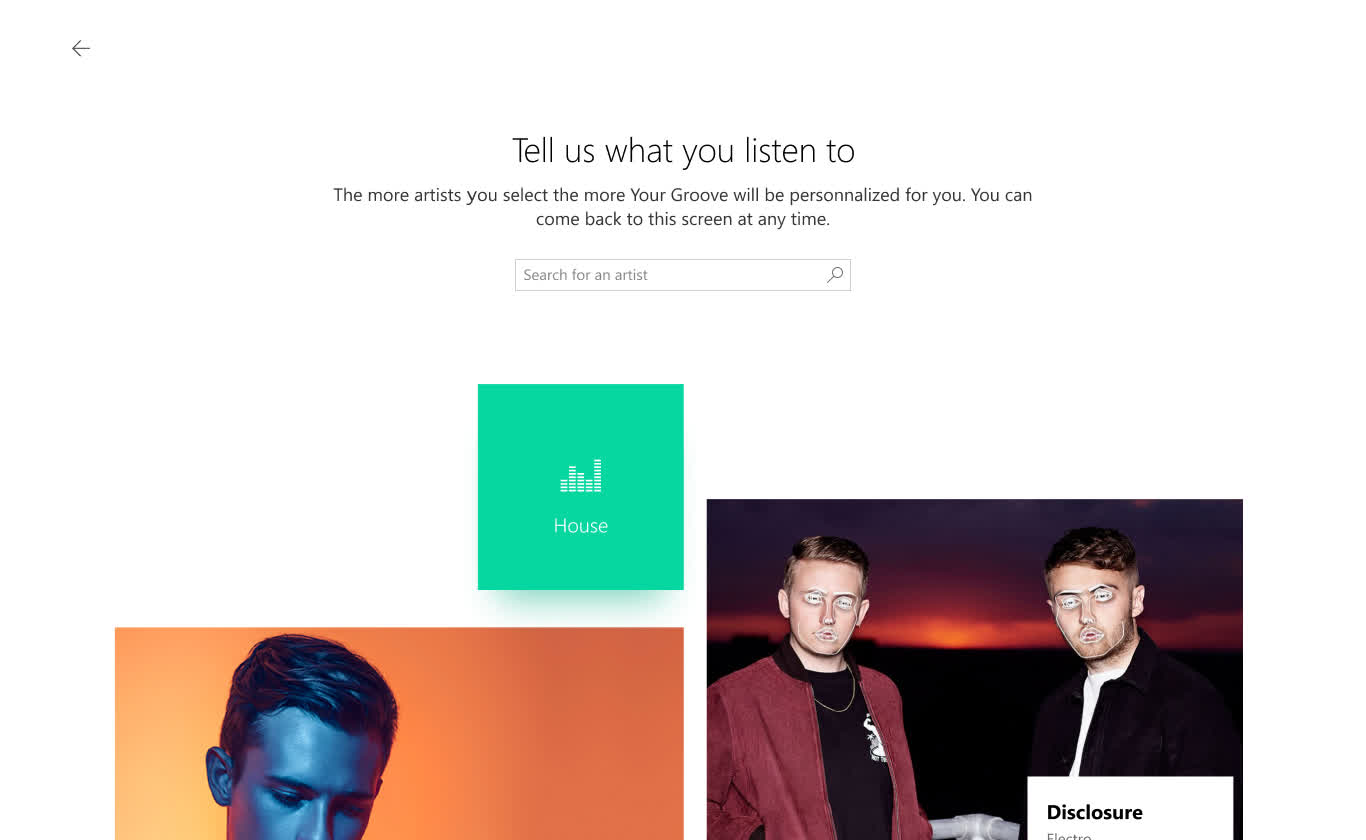 Tell us what you listen to
The more artists you select the more Your Groove will be personnalized for you. You can
come back to this screen at any time.
Search for an artist
House
Disclosure
Electro